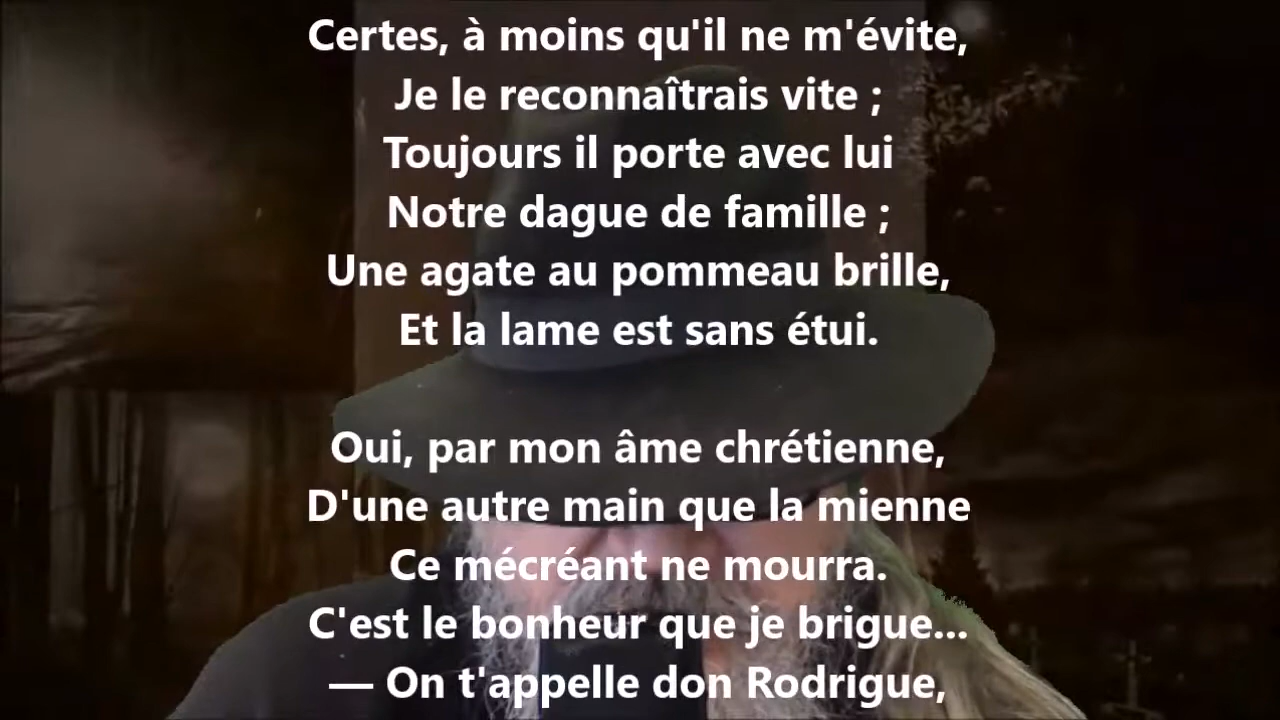 Certes, à moins qu'il ne m'évite,
Je le reconnaîtrais vite ;
Toujours il porte avec lui
Notre dague de famille ;
Une agate au pommeau brille,
Et la lame est sans étui.
Oui, par mon âme chrétienne,
D'une autre main que la mienne
Ce mécréant ne mourra.
C'est le bonheur que je brigue...
— On t'appelle don Rodrigue,